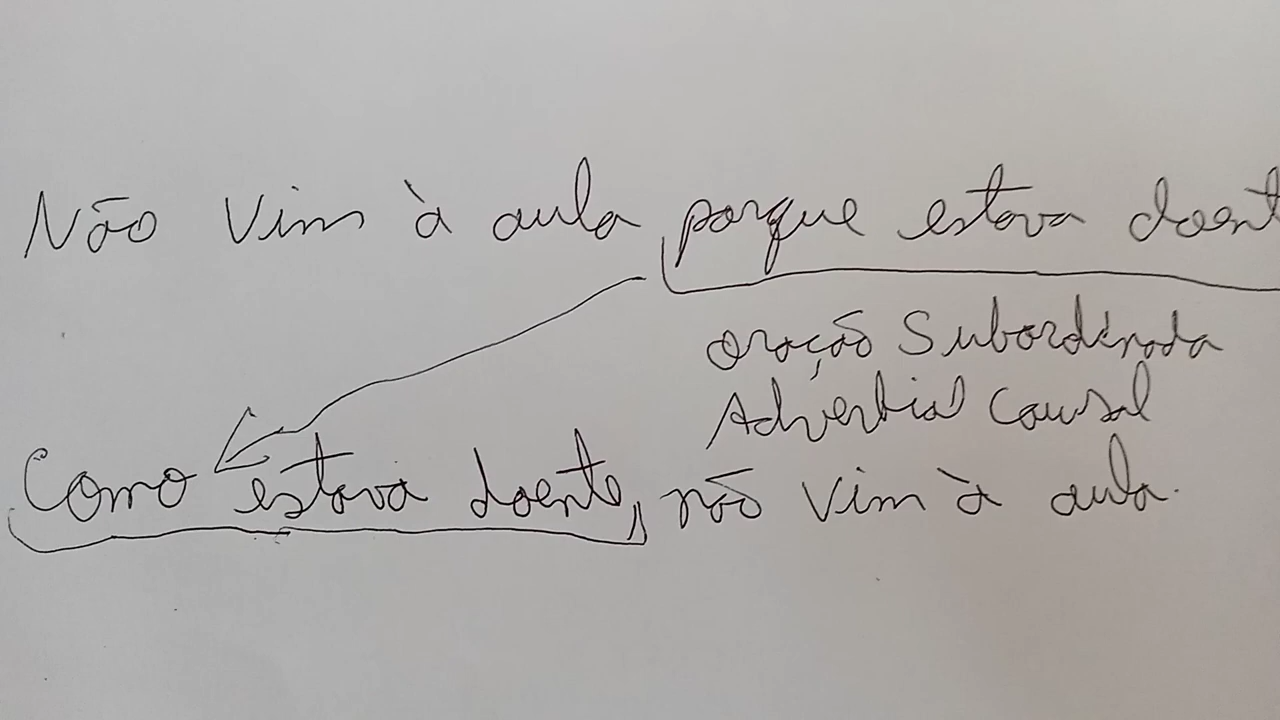 Não vim à aula porque estava doent
oração subordinada
Adverbial causal
Como estava doente, não vim à aula.